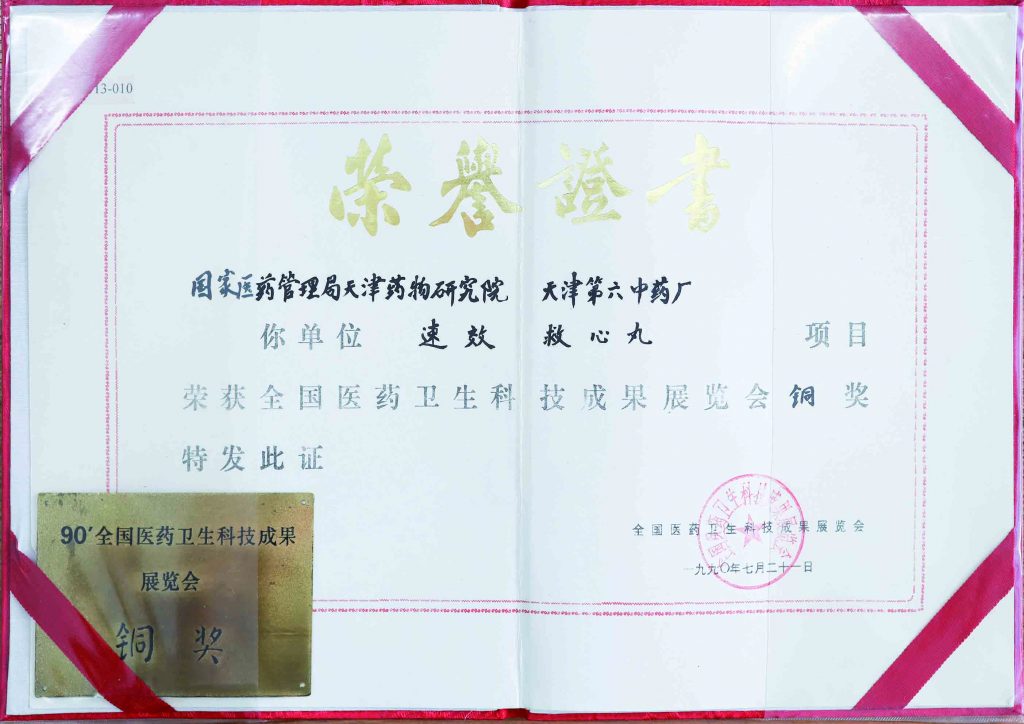 13-010
荣誉證书
国家医药管理局天津药物研究院 天津第六中药厂
你单位 速效 救心丸 项目
荣获全国医药卫生科技成果展览会铜奖
特发此证
全国医药卫生科技成果展览会
一九九〇年七月二十一日
90'全国医药卫生科技成果
展览会
铜奖